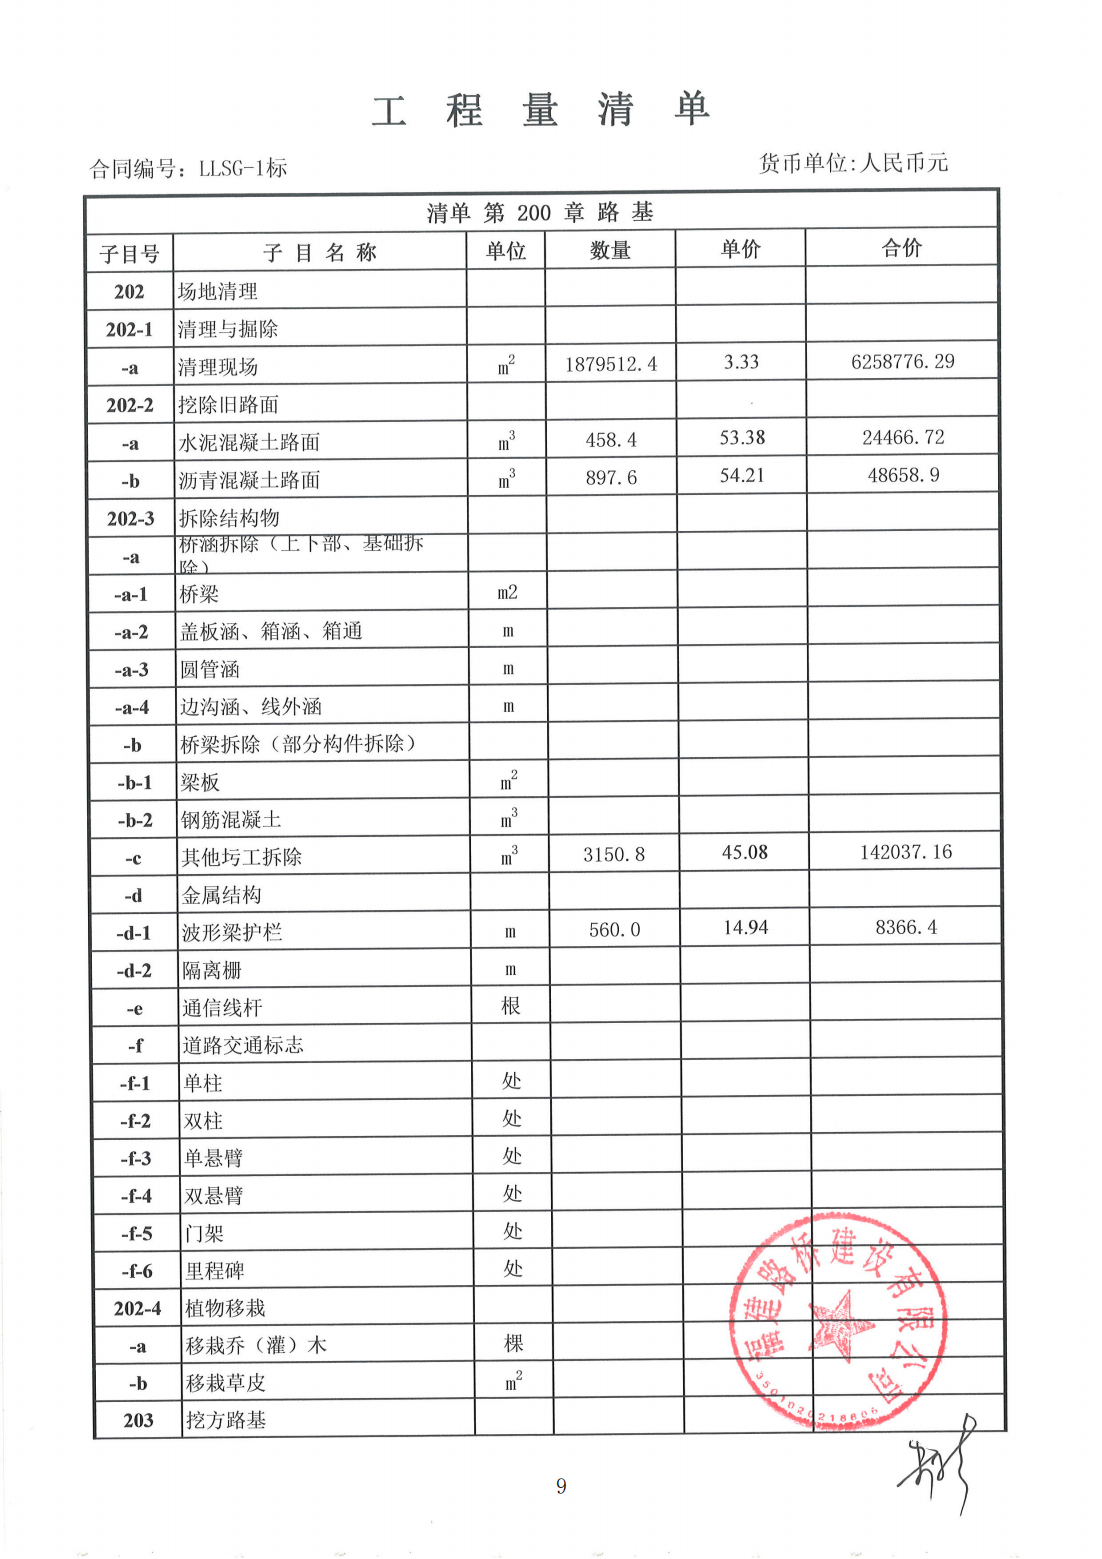 工 程 量 清 单
合同编号: LLSG-1标 货币单位:人民币元
清单 第 200 章 路 基
子目号 子 目 名 称 单位 数量 单价 合价
202 场地清理
202-1 清理与掘除
-a 清理现场 m² 1879512.4 3.33 6258776.29
202-2 挖除旧路面
-a 水泥混凝土路面 m³ 458.4 53.38 24466.72
-b 沥青混凝土路面 m³ 897.6 54.21 48658.9
202-3 拆除结构物
-a 桥涵拆除（上下部、基础拆
除）
-a-1 桥梁 m2
-a-2 盖板涵、箱涵、箱通 m
-a-3 圆管涵 m
-a-4 边沟涵、线外涵 m
-b 桥梁拆除（部分构件拆除）
-b-1 梁板 m²
-b-2 钢筋混凝土 m³
-c 其他圬工拆除 m³ 3150.8 45.08 142037.16
-d 金属结构
-d-1 波形梁护栏 m 560.0 14.94 8366.4
-d-2 隔离栅 m
-e 通信线杆 根
-f 道路交通标志
-f-1 单柱 处
-f-2 双柱 处
-f-3 单悬臂 处
-f-4 双悬臂 处
-f-5 门架 处
-f-6 里程碑 处
202-4 植物移栽
-a 移栽乔（灌）木 棵
-b 移栽草皮 m²
203 挖方路基
福建路桥建设有限公司
9